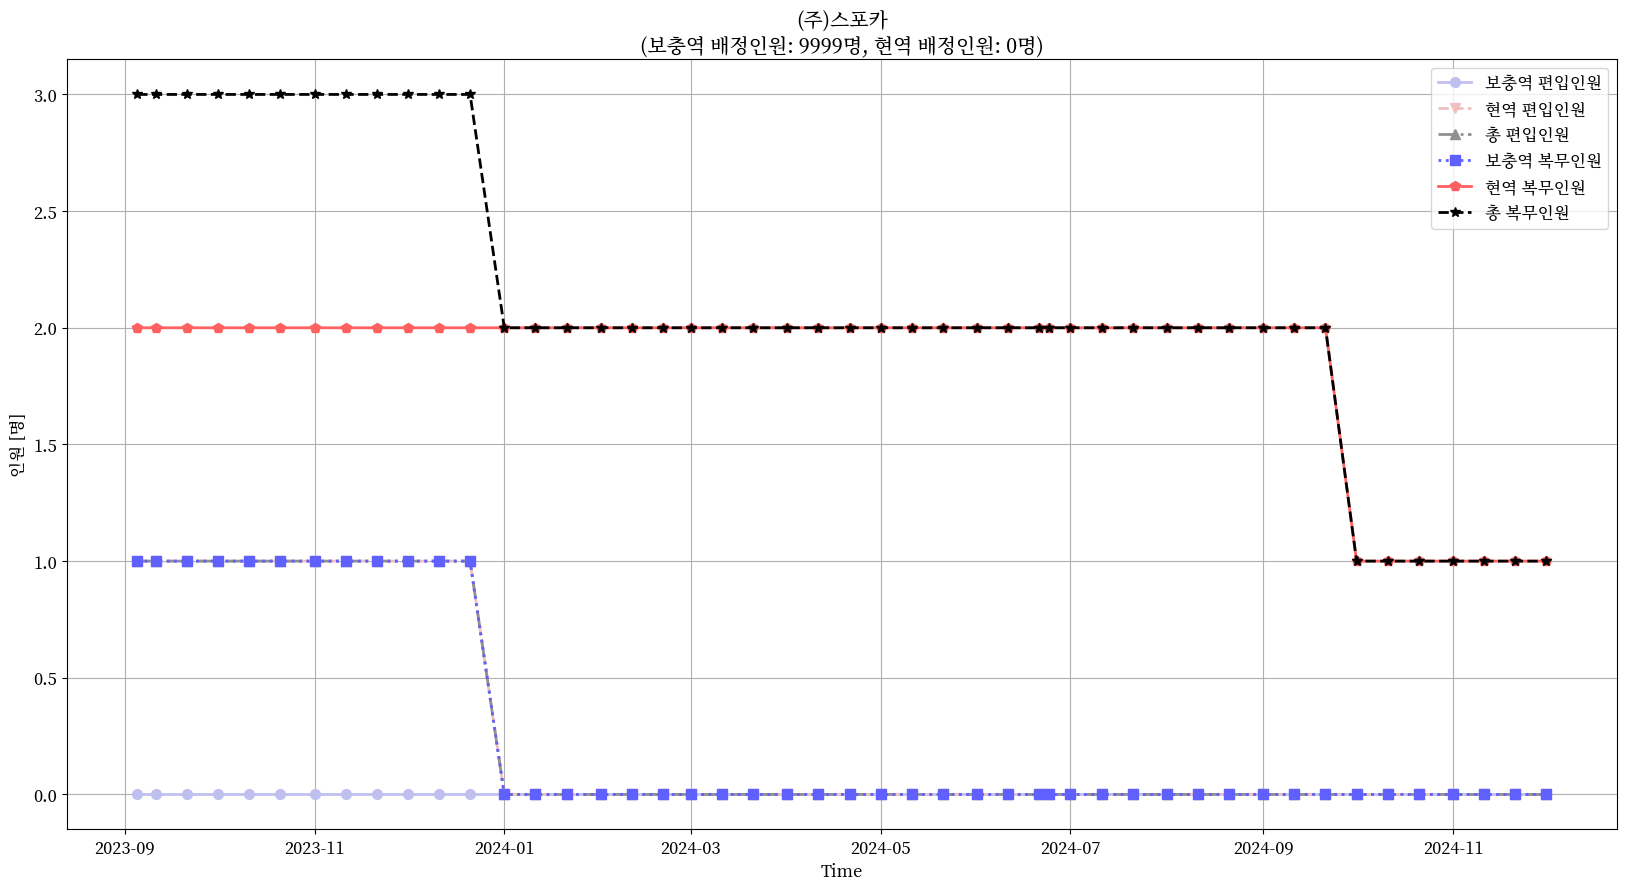 (주)스포카
(보충역 배정인원: 9999명, 현역 배정인원: 0명)
보충역 편입인원
현역 편입인원
총 편입인원
보충역 복무인원
현역 복무인원
총 복무인원
인원 [명]
3.0
2.5
2.0
1.5
1.0
0.5
0.0
2023-09
2023-11
2024-01
2024-03
2024-05
2024-07
2024-09
2024-11
Time